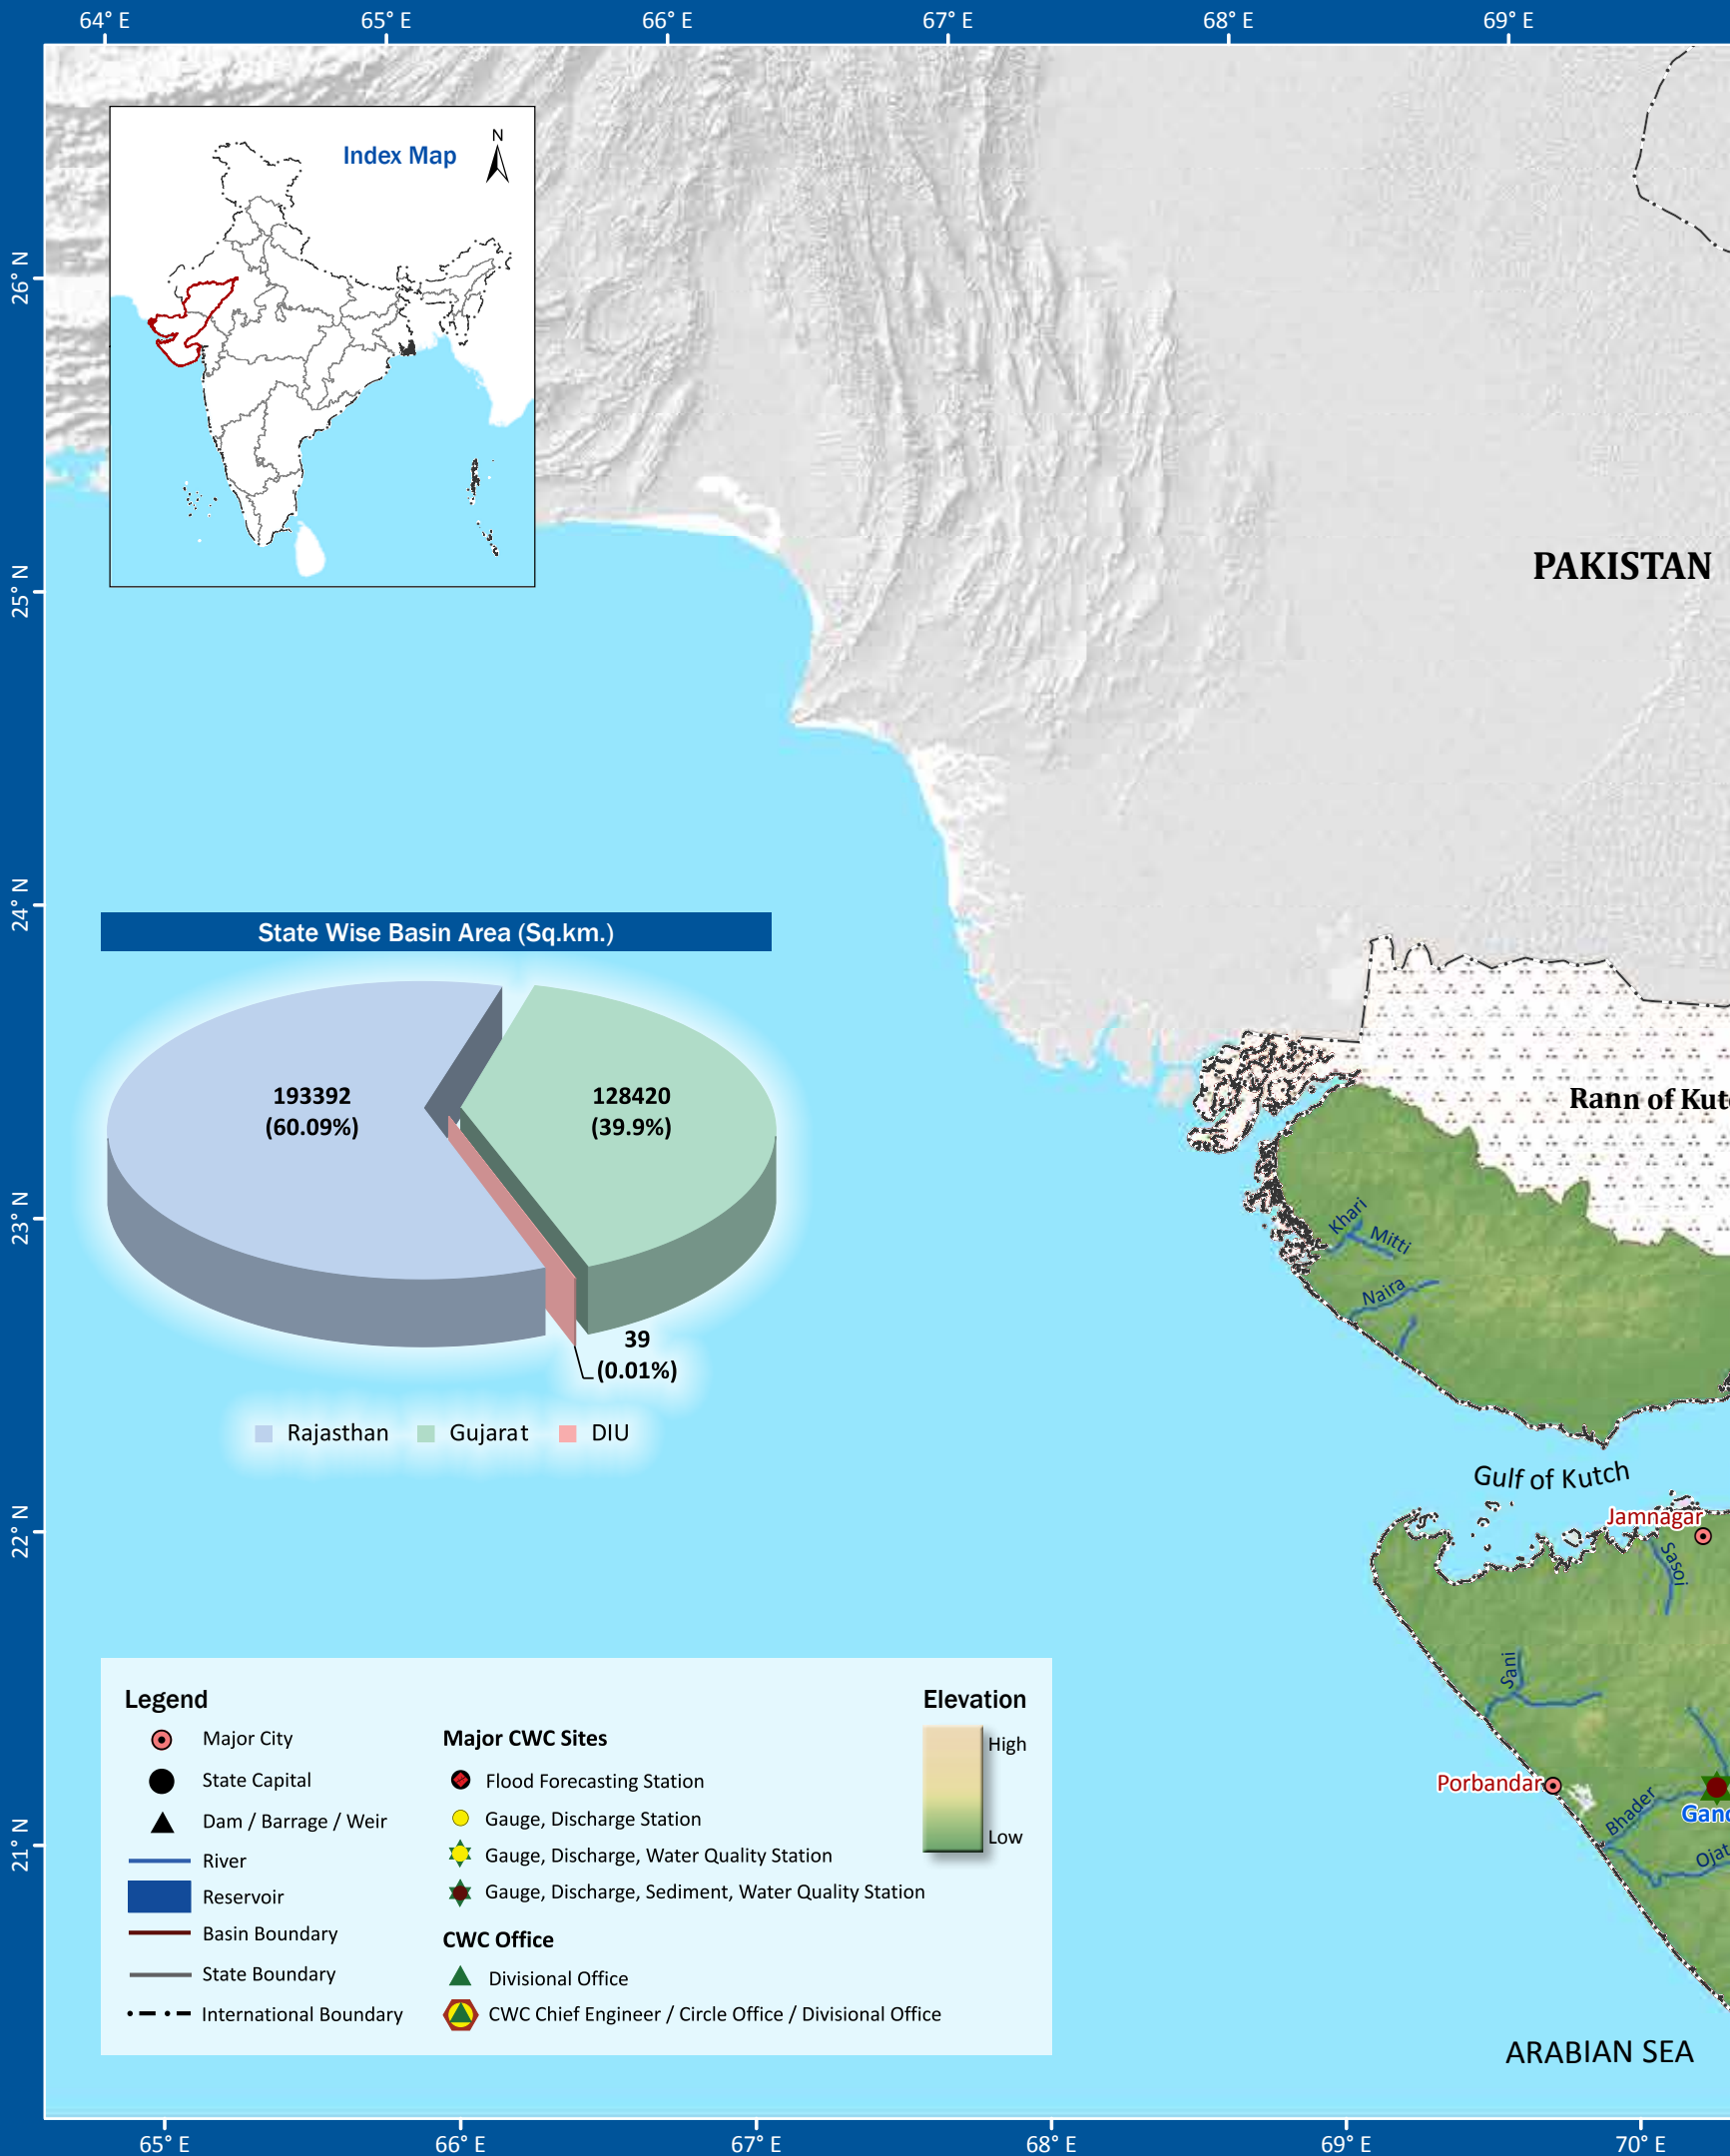 64° E
65° E
66° E
67° E
68° E
69° E
26° N
25° N
24° N
23° N
22° N
21° N
Index Map
N
PAKISTAN
State Wise Basin Area (Sq.km.)
193392
(60.09%)
128420
(39.9%)
39
(0.01%)
Rajasthan
Gujarat
DIU
Rann of Kut
Khari
Mitti
Naira
Gulf of Kutch
Jamnagar
Sasoi
Sani
Porbandar
Bhader
Gand
Ojat
ARABIAN SEA
Legend
Major City
State Capital
Dam / Barrage / Weir
River
Reservoir
Basin Boundary
State Boundary
International Boundary
Major CWC Sites
Flood Forecasting Station
Gauge, Discharge Station
Gauge, Discharge, Water Quality Station
Gauge, Discharge, Sediment, Water Quality Station
CWC Office
Divisional Office
CWC Chief Engineer / Circle Office / Divisional Office
Elevation
High
Low
65° E
66° E
67° E
68° E
69° E
70° E